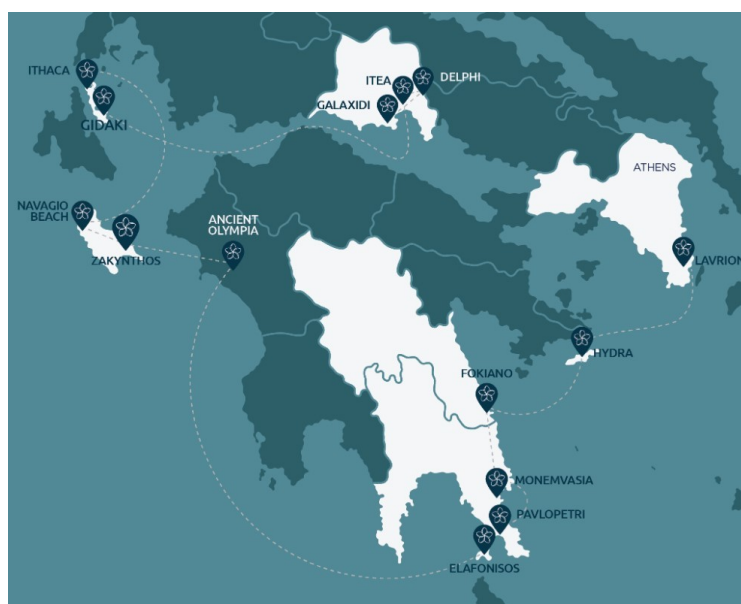 ITHACA
GIDAKI
ITEA
DELPHI
GALAXIDI
ATHENS
NAVAGIO
BEACH
ZAKYNTHOS
ANCIENT
OLYMPIA
LAVRION
HYDRA
FOKIANO
MONEMVASIA
PAVLOPETRI
ELAFONISOS